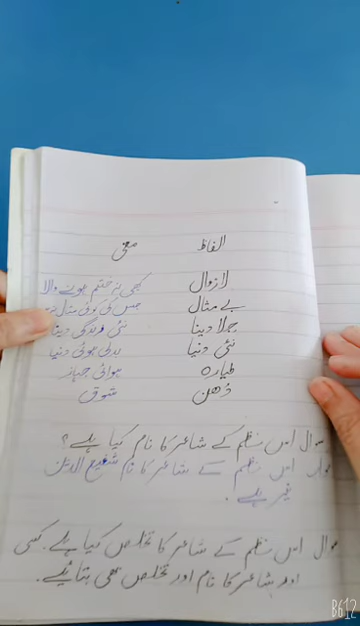 الفاظ معنی
لازوال کبھی نہ ختم ہونے والا
بے مثال جس کی کوئی مثال نہ
جلا دینا نئی زندگی دینا
نئی دنیا بدلی ہوئی دنیا
طیارہ ہوائی جہاز
دُھن شوق
سوال اس نظم کے شاعر کا نام کیا ہے؟
جواب اس نظم کے شاعر کا نام شفیع الدین
نیر ہے۔
سوال اس نظم کے شاعر کا تخلص کیا ہے۔ کسی
اور شاعر کا نام اور تخلص بھی بتائیے۔
B612